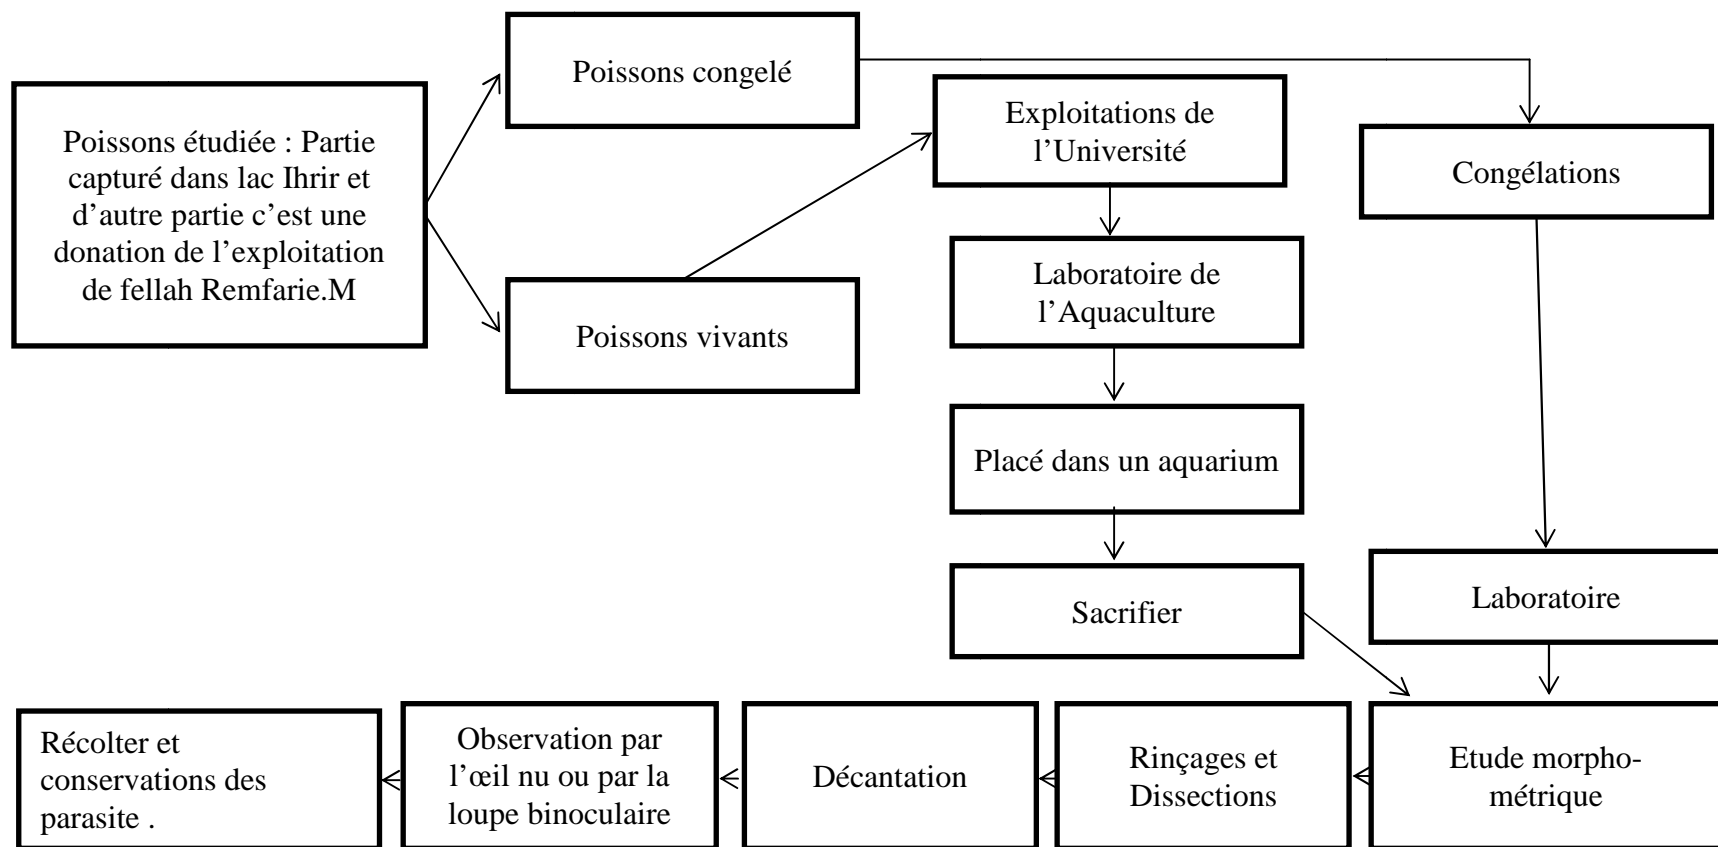 Poissons étudiée : Partie
capturé dans lac Ihrir et
d’autre partie c’est une
donation de l’exploitation
de fellah Remfarie.M
Poissons congelé
Poissons vivants
Exploitations de
l’Université
Laboratoire de
l’Aquaculture
Placé dans un aquarium
Sacrifier
Congélations
Laboratoire
Etude morpho-
métrique
Rinçages et
Dissections
Décantation
Observation par
l’œil nu ou par la
loupe binoculaire
Récolter et
conservations des
parasite .